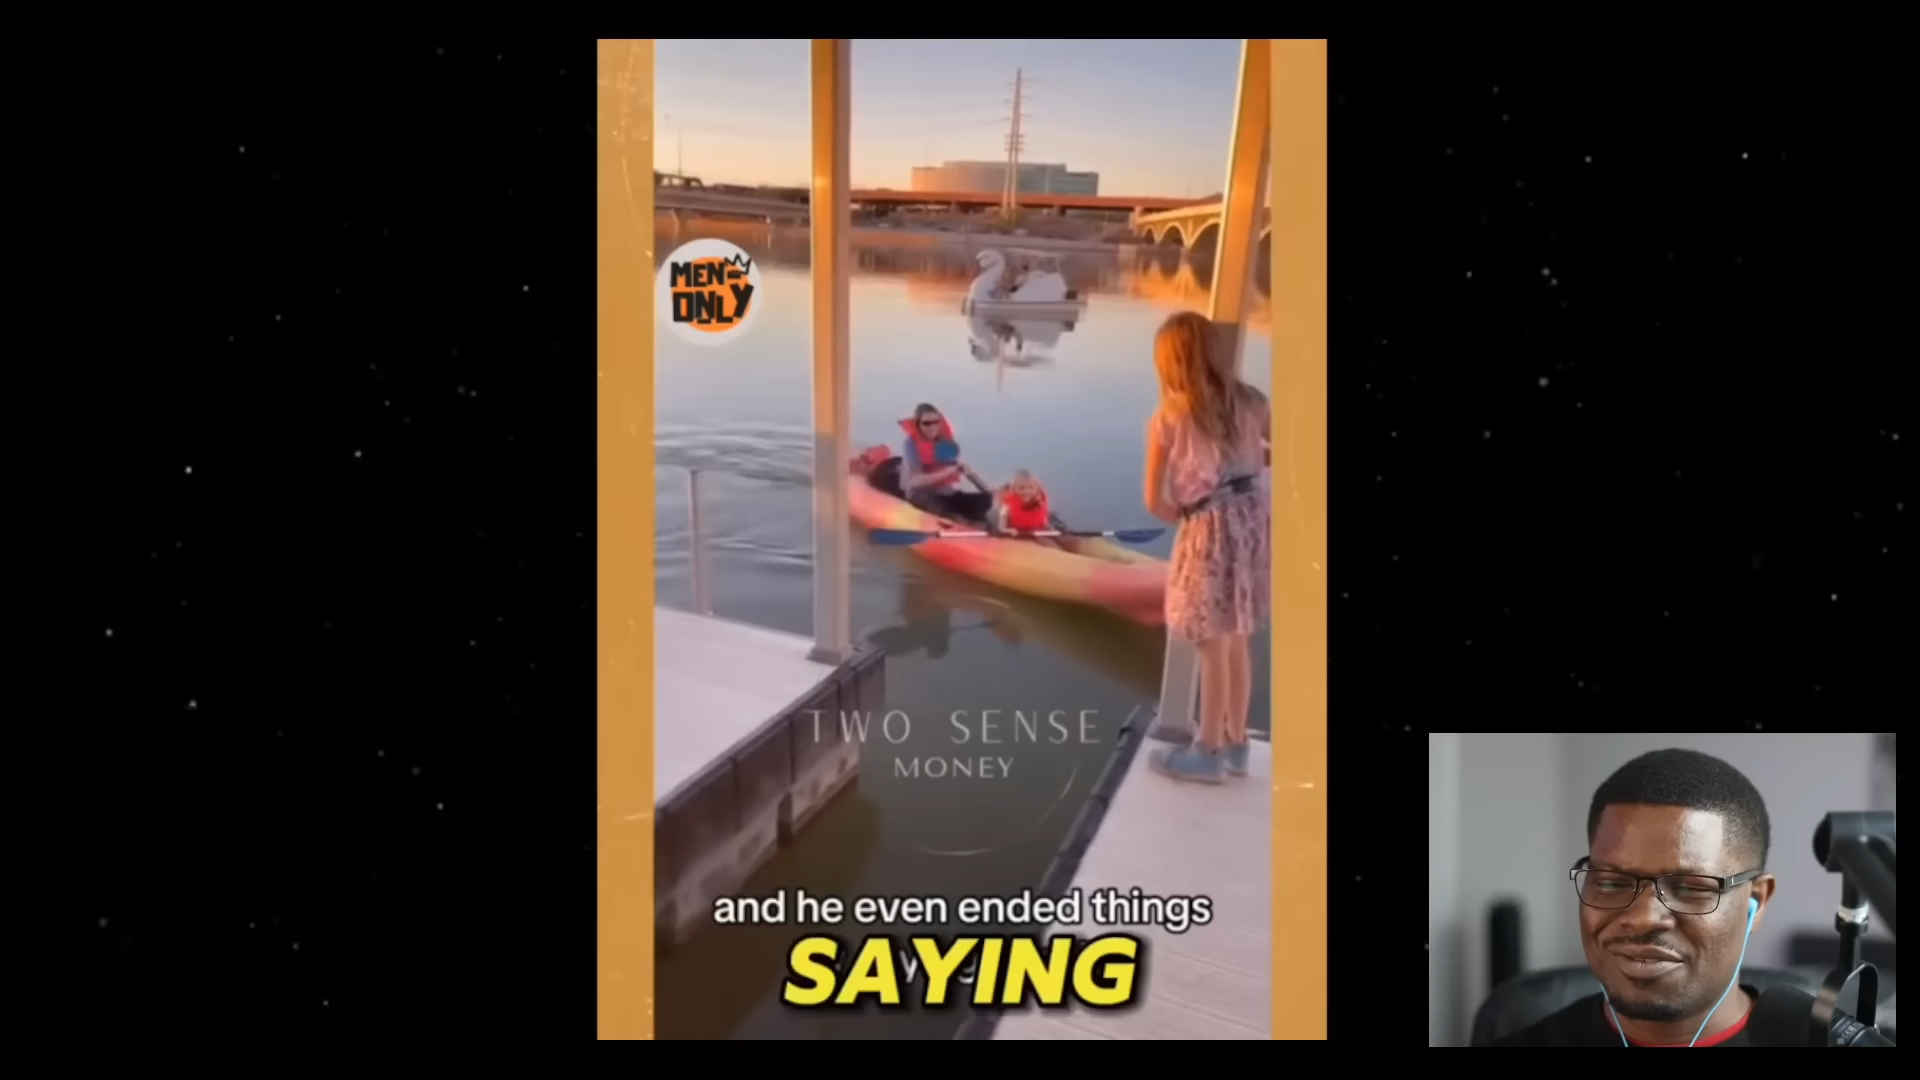 MEN-
ONLY
TWO SENSE
MONEY
and he even ended things
SAYING